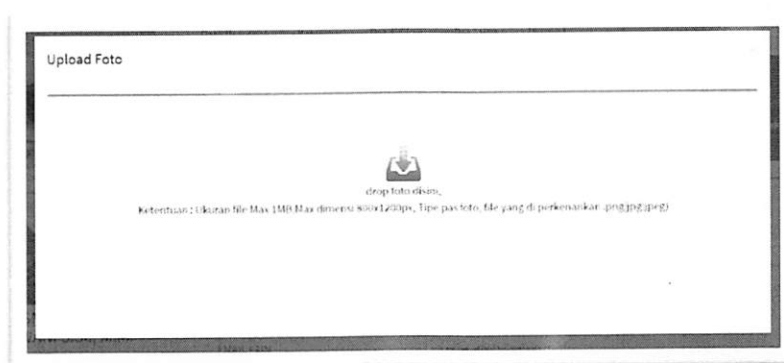 Upload Foto
drop foto disini,
Ketentuan : Ukuran file Max 1MB Max dimensi 800x1200px, Tipe pas foto, file yang di perkenankan .png jpg jpeg)